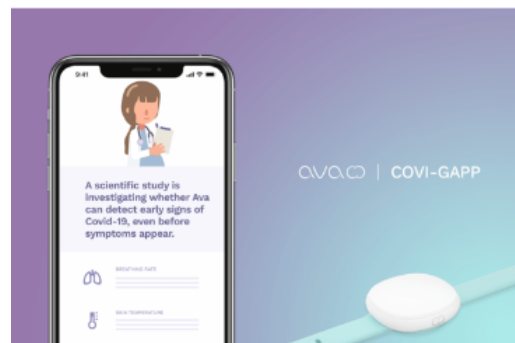 9:41
A scientific study is
investigating whether Ava
can detect early signs of
Covid-19, even before
symptoms appear.
BREATHING RATE
SKIN TEMPERATURE
ava | COVI-GAPP